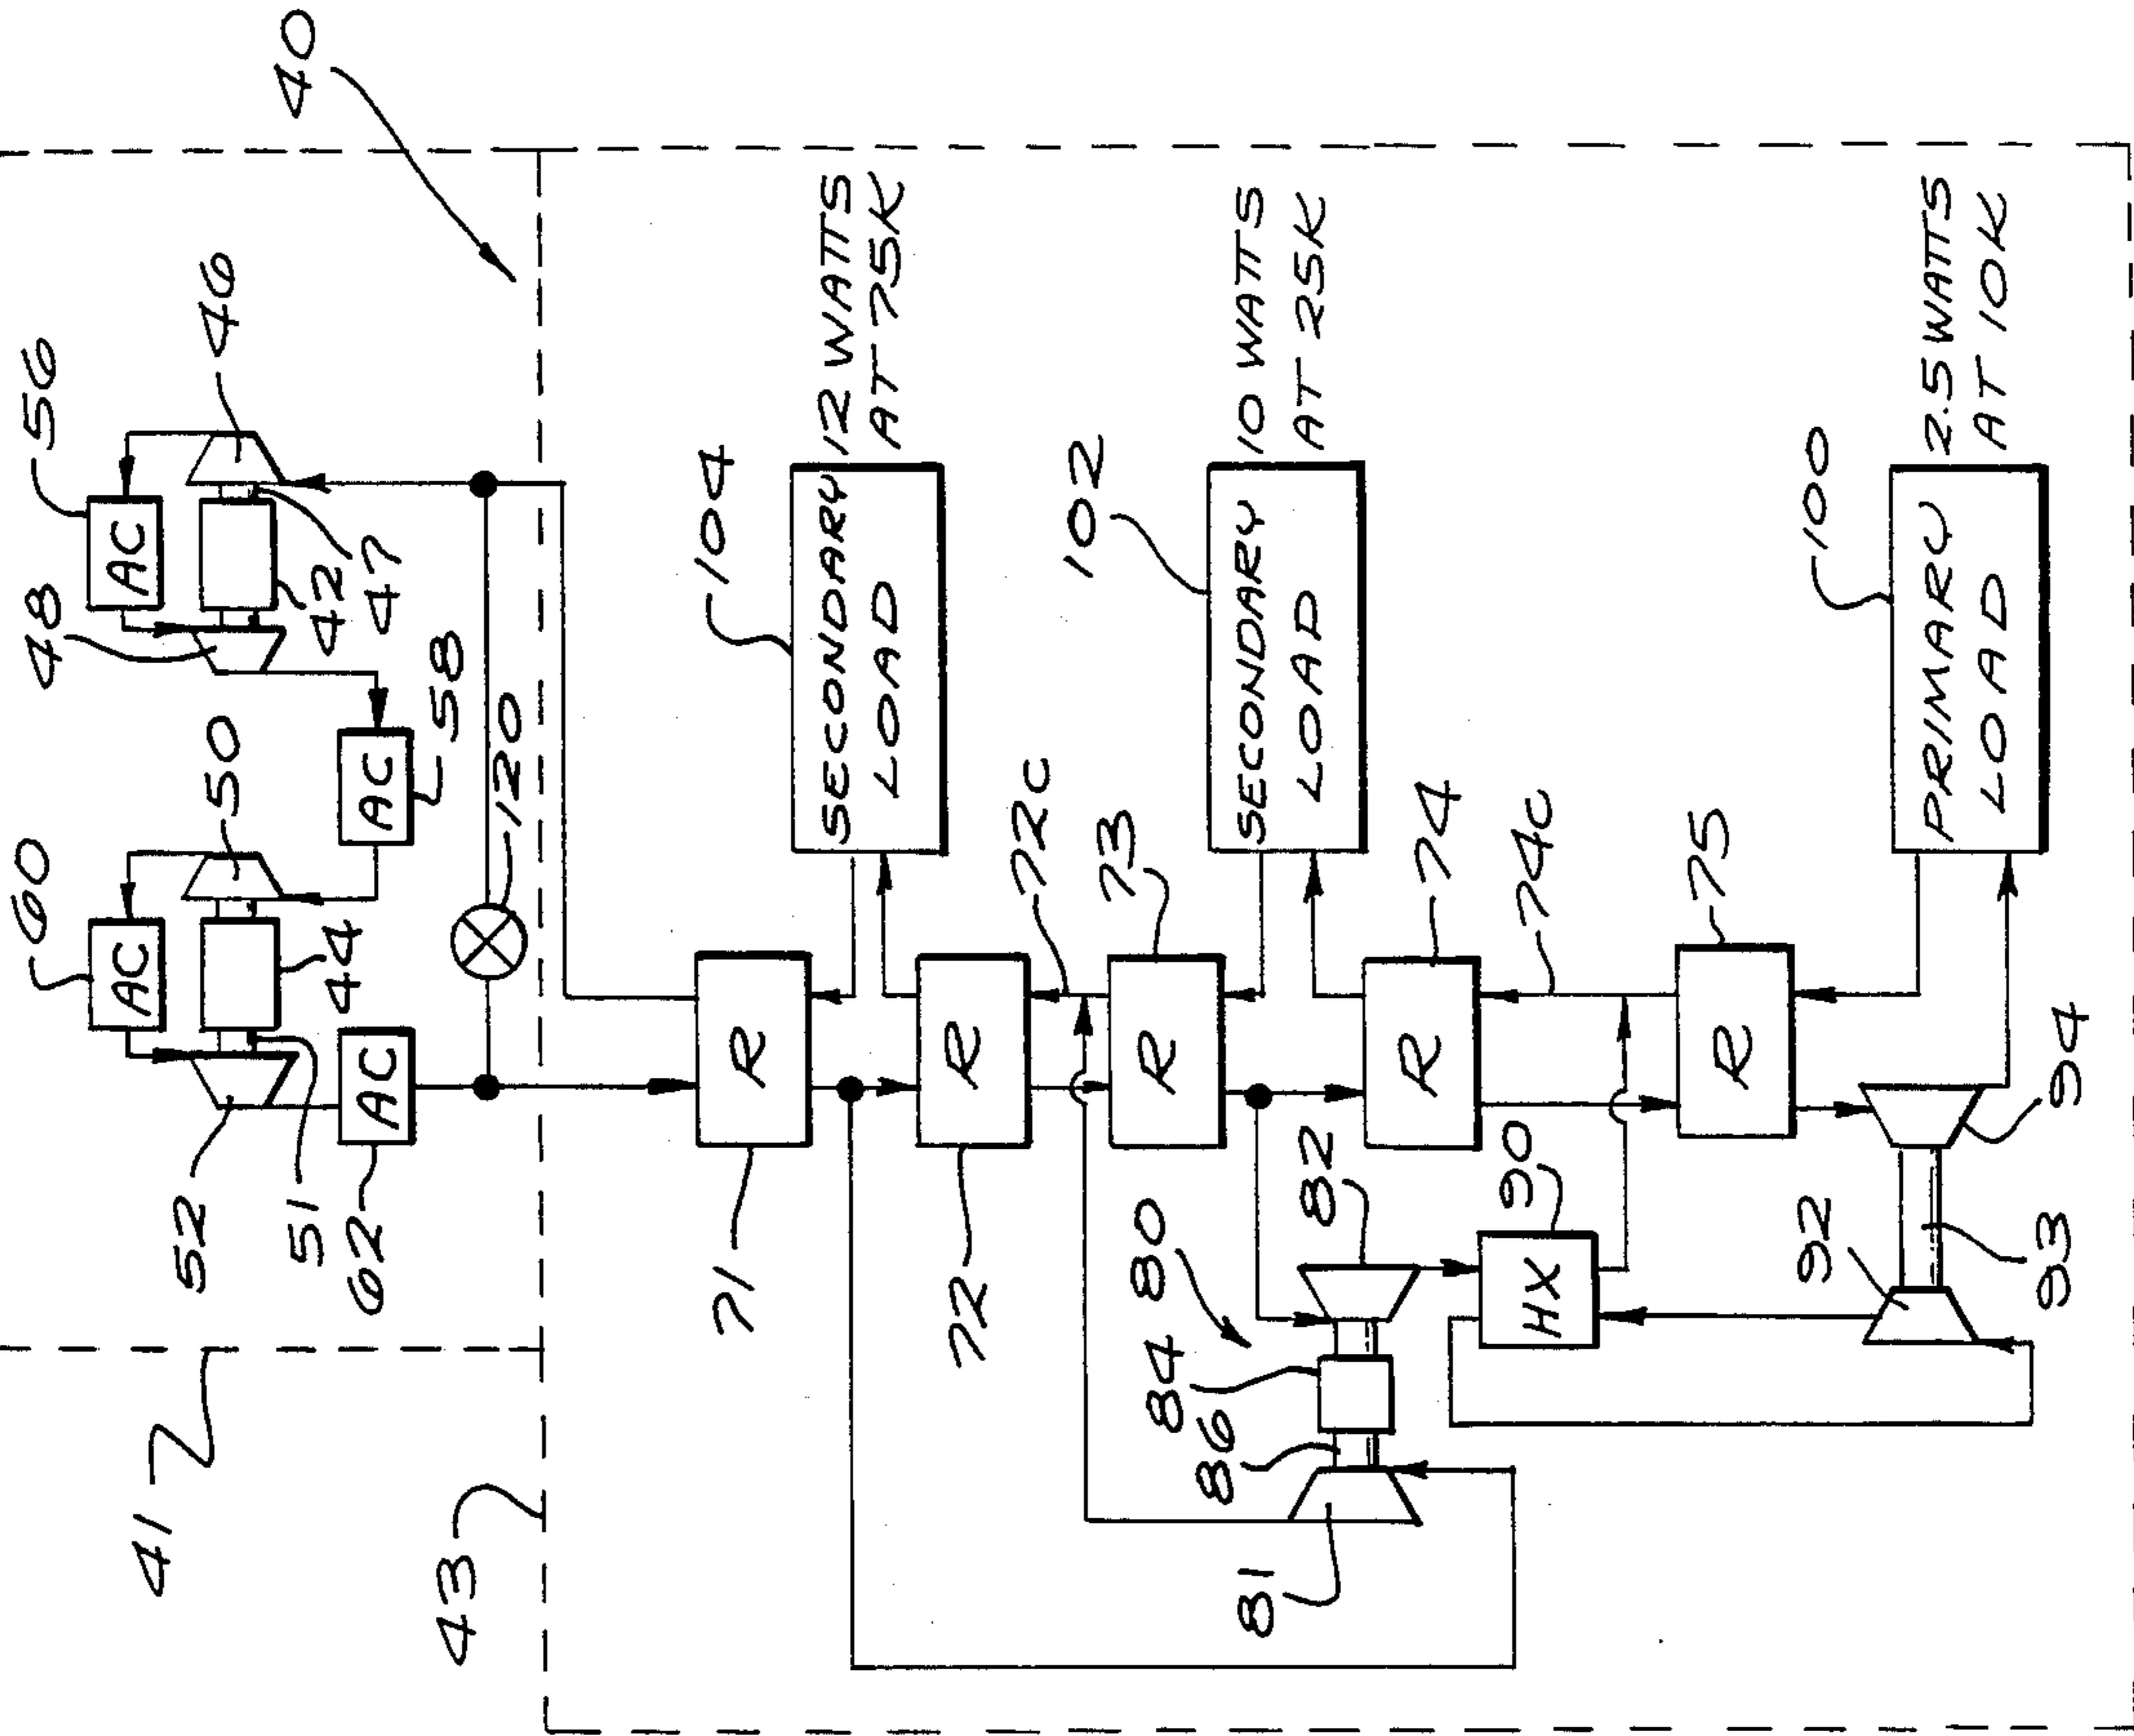 40
56
46
AC
48
42
47
60
50
AC
58
AC
44
52
51
62
AC
120
41
43
104
SECONDARY
LOAD
12 WATTS
AT 75K
R
71
R
72
72C
73
R
102
SECONDARY
LOAD
10 WATTS
AT 25K
74
R
74C
80
82
84
86
81
90
HX
75
R
100
PRIMARY
LOAD
2.5 WATTS
AT 10K
92
93
94